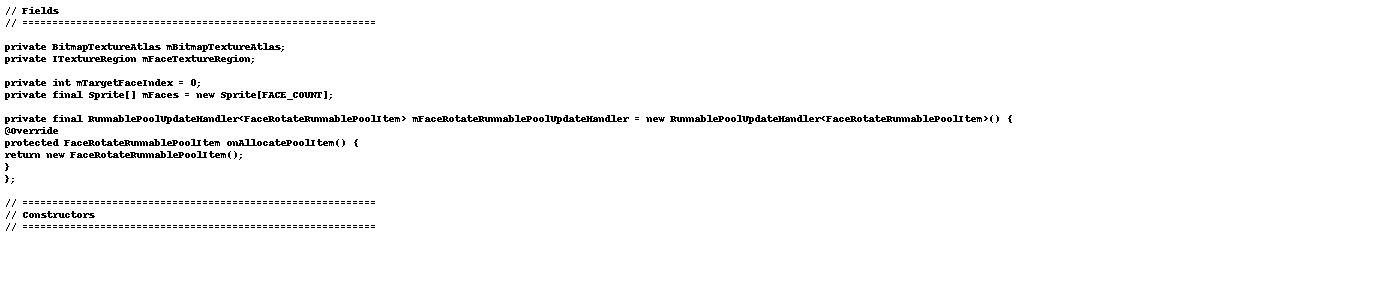 // Fields
// ===========================================================
private BitmapTextureAtlas mBitmapTextureAtlas;
private ITextureRegion mFaceTextureRegion;
private int mTargetFaceIndex = 0;
private final Sprite[] mFaces = new Sprite[FACE_COUNT];
private final RunnablePoolUpdateHandler<FaceRotateRunnablePoolItem> mFaceRotateRunnablePoolUpdateHandler = new RunnablePoolUpdateHandler<FaceRotateRunnablePoolItem>() {
@Override
protected FaceRotateRunnablePoolItem onAllocatePoolItem() {
return new FaceRotateRunnablePoolItem();
}
};
// ===========================================================
// Constructors
// ===========================================================